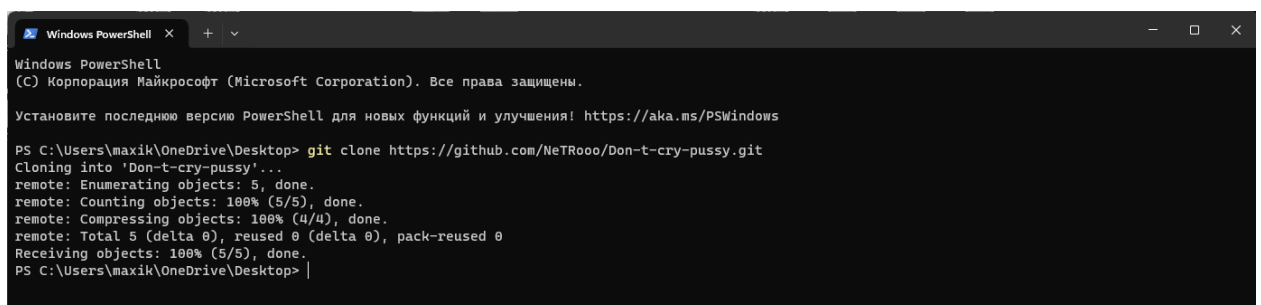 Windows PowerShell
Windows PowerShell
(C) Корпорация Майкрософт (Microsoft Corporation). Все права защищены.
Установите последнюю версию PowerShell для новых функций и улучшения! https://aka.ms/PSWindows
PS C:\Users\maxik\OneDrive\Desktop> git clone https://github.com/NeTRooo/Don-t-cry-pussy.git
Cloning into 'Don-t-cry-pussy'...
remote: Enumerating objects: 5, done.
remote: Counting objects: 100% (5/5), done.
remote: Compressing objects: 100% (4/4), done.
remote: Total 5 (delta 0), reused 0 (delta 0), pack-reused 0
Receiving objects: 100% (5/5), done.
PS C:\Users\maxik\OneDrive\Desktop>